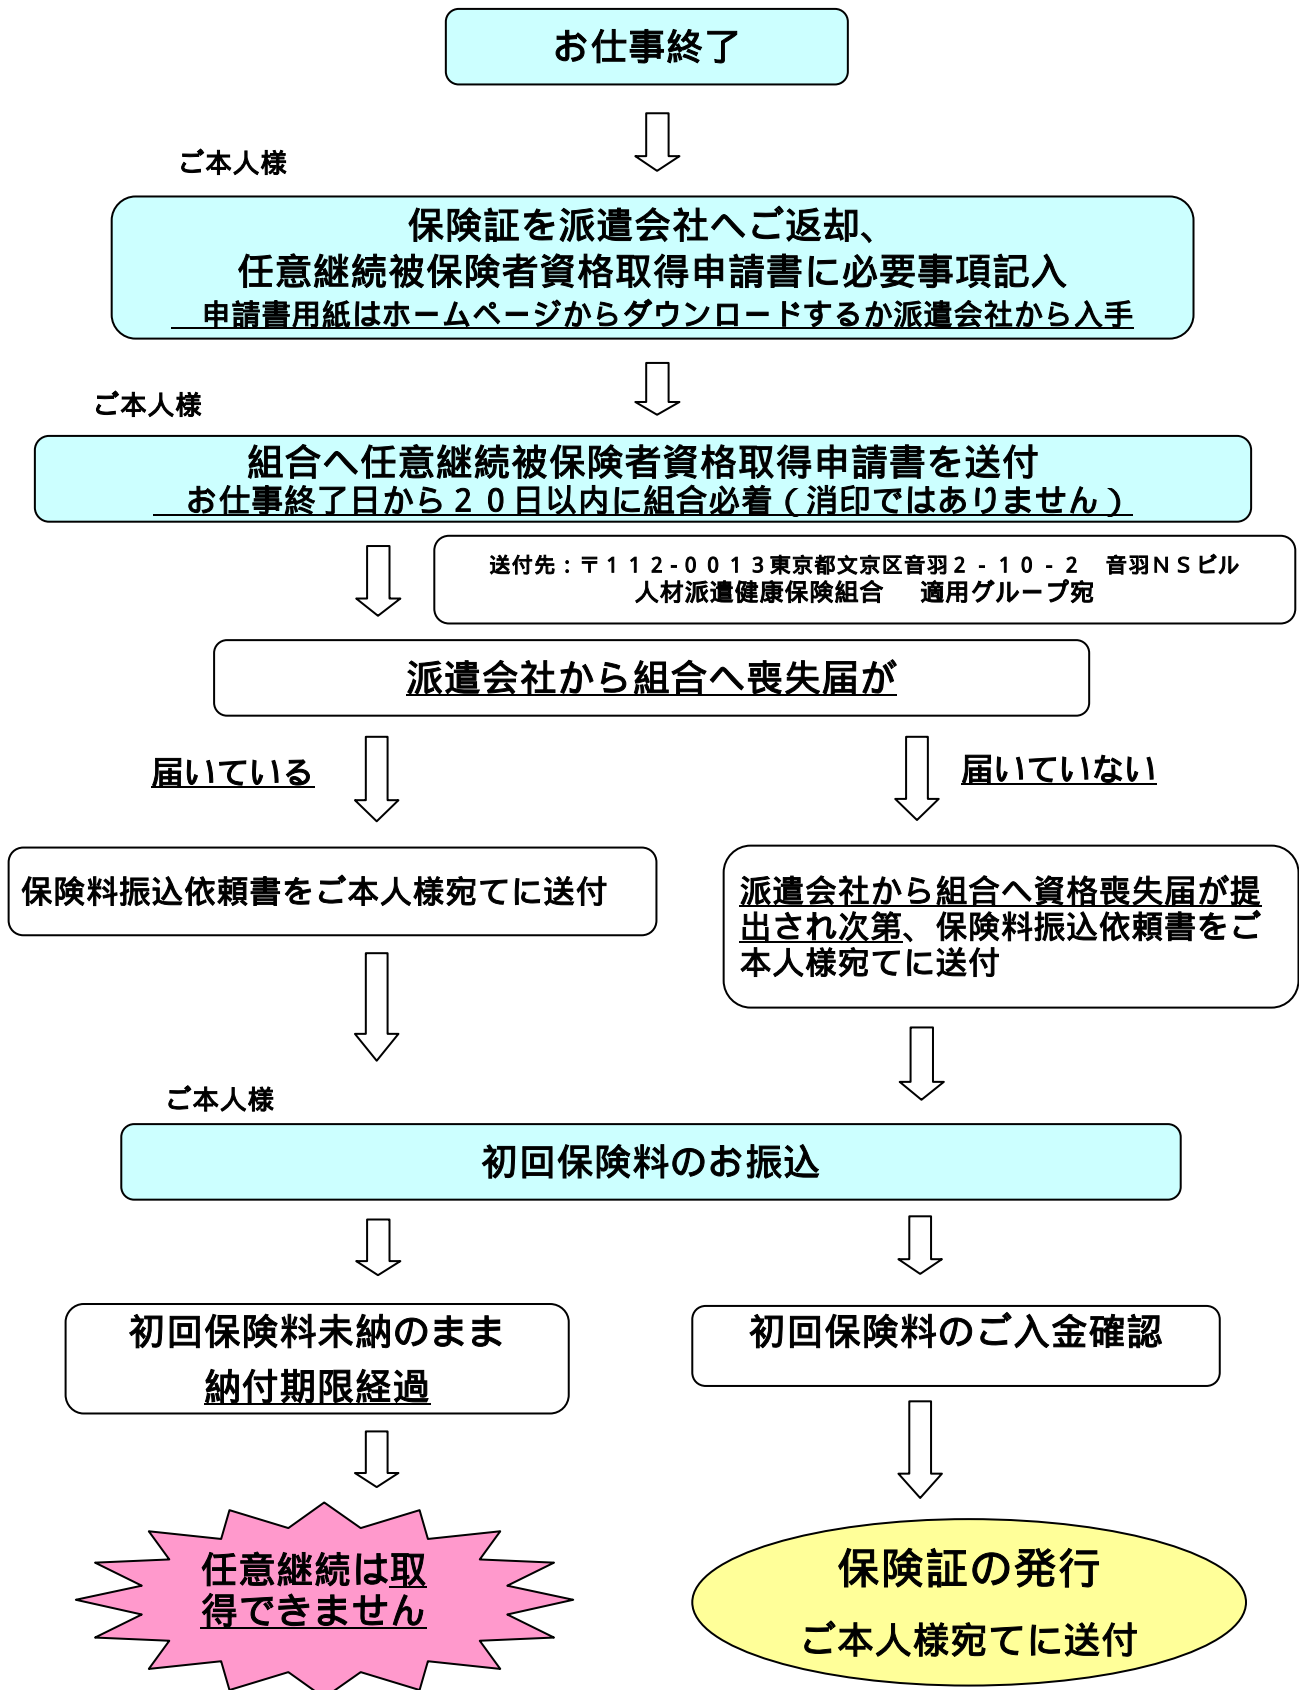 お仕事終了
ご本人様
保険証を派遣会社へご返却、
任意継続被保険者資格取得申請書に必要事項記入
申請書用紙はホームページからダウンロードするか派遣会社から入手
ご本人様
組合へ任意継続被保険者資格取得申請書を送付
お仕事終了日から２０日以内に組合必着（消印ではありません）
送付先：〒１１２-００１３東京都文京区音羽２‐１０‐２　音羽ＮＳビル
人材派遣健康保険組合　適用グループ宛
派遣会社から組合へ喪失届が
届いている
届いていない
保険料振込依頼書をご本人様宛てに送付
派遣会社から組合へ資格喪失届が提
出され次第、保険料振込依頼書をご
本人様宛てに送付
ご本人様
初回保険料のお振込
初回保険料未納のまま
納付期限経過
初回保険料のご入金確認
任意継続は取
得できません
保険証の発行
ご本人様宛てに送付